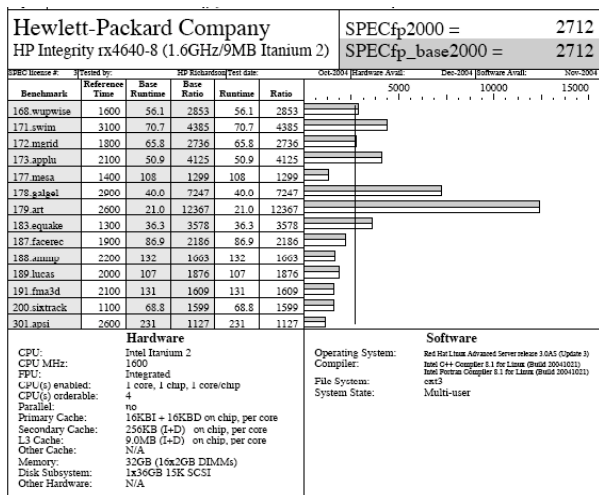 Hewlett-Packard Company
HP Integrity rx4640-8 (1.6GHz/9MB Itanium 2)
SPECfp2000 = 2712
SPECfp_base2000 = 2712
SPEC license #: 3 Tested by: HP Richardson Test date: Oct-2004 Hardware Avail: Dec-2004 Software Avail: Nov-2004
Benchmark Reference Time Base Runtime Base Ratio Runtime Ratio 5000 10000 15000
168.wupwise 1600 56.1 2853 56.1 2853
171.swim 3100 70.7 4385 70.7 4385
172.mgrid 1800 65.8 2736 65.8 2736
173.applu 2100 50.9 4125 50.9 4125
177.mesa 1400 108 1299 108 1299
178.galgel 2900 40.0 7247 40.0 7247
179.art 2600 21.0 12367 21.0 12367
183.equake 1300 36.3 3578 36.3 3578
187.facerec 1900 86.9 2186 86.9 2186
188.ammp 2200 132 1663 132 1663
189.lucas 2000 107 1876 107 1876
191.fma3d 2100 131 1609 131 1609
200.sixtrack 1100 68.8 1599 68.8 1599
301.apsi 2600 231 1127 231 1127
Hardware
CPU: Intel Itanium 2
CPU MHz: 1600
FPU: Integrated
CPU(s) enabled: 1 core, 1 chip, 1 core/chip
CPU(s) orderable: 4
Parallel: no
Primary Cache: 16KBI + 16KBD on chip, per core
Secondary Cache: 256KB (I+D) on chip, per core
L3 Cache: 9.0MB (I+D) on chip, per core
Other Cache: N/A
Memory: 32GB (16x2GB DIMMs)
Disk Subsystem: 1x36GB 15K SCSI
Other Hardware: N/A
Software
Operating System: Red Hat Linux Advanced Server release 3.0AS (Update 3)
Compiler: Intel C++ Compiler 8.1 for Linux (Build 20041021)
Intel Fortran Compiler 8.1 for Linux (Build 20041021)
File System: ext3
System State: Multi-user